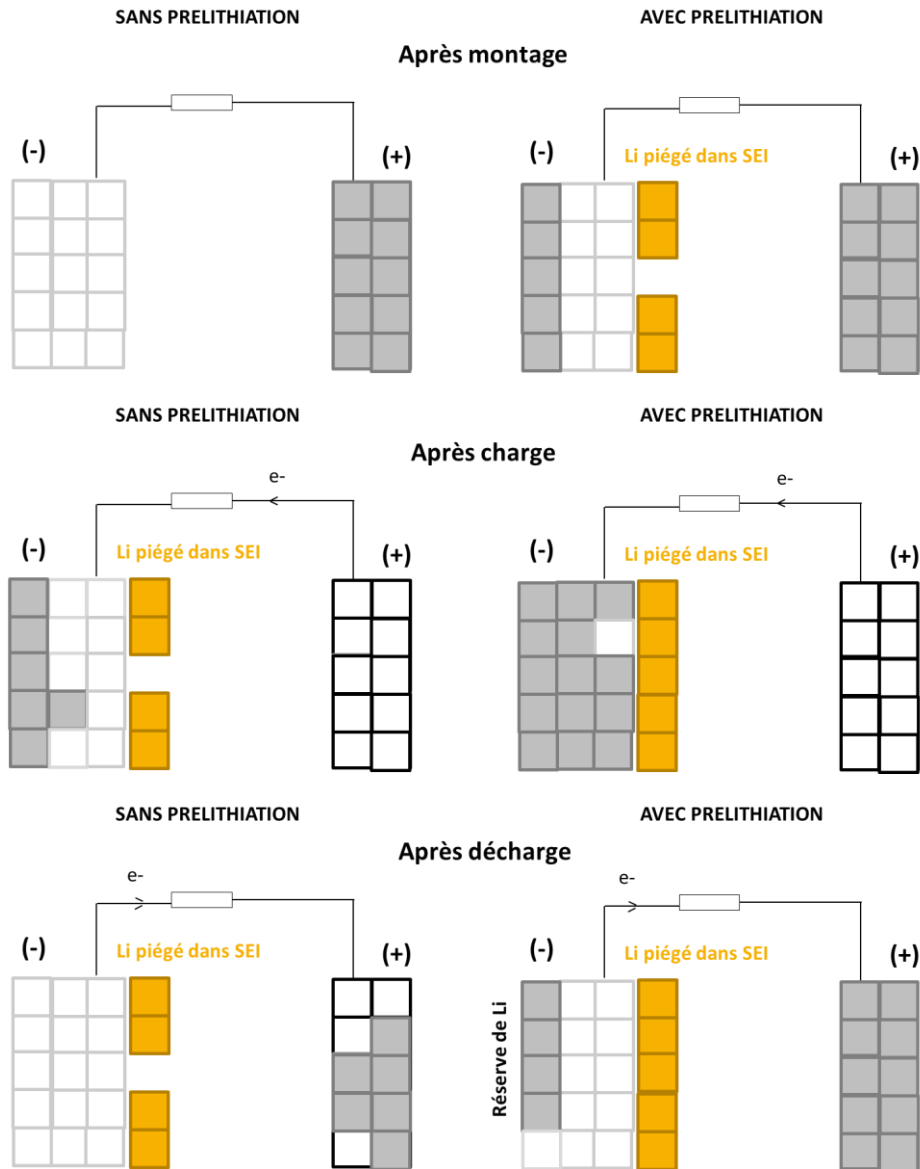 SANS PRELITHIATION
AVEC PRELITHIATION
Après montage
(-)
(+)
(-)
Li piégé dans SEI
(+)
SANS PRELITHIATION
AVEC PRELITHIATION
Après charge
e-
e-
(-)
Li piégé dans SEI
(+)
(-)
Li piégé dans SEI
(+)
SANS PRELITHIATION
AVEC PRELITHIATION
Après décharge
e-
e-
(-)
Li piégé dans SEI
(+)
(-)
Li piégé dans SEI
(+)
Réserve de Li